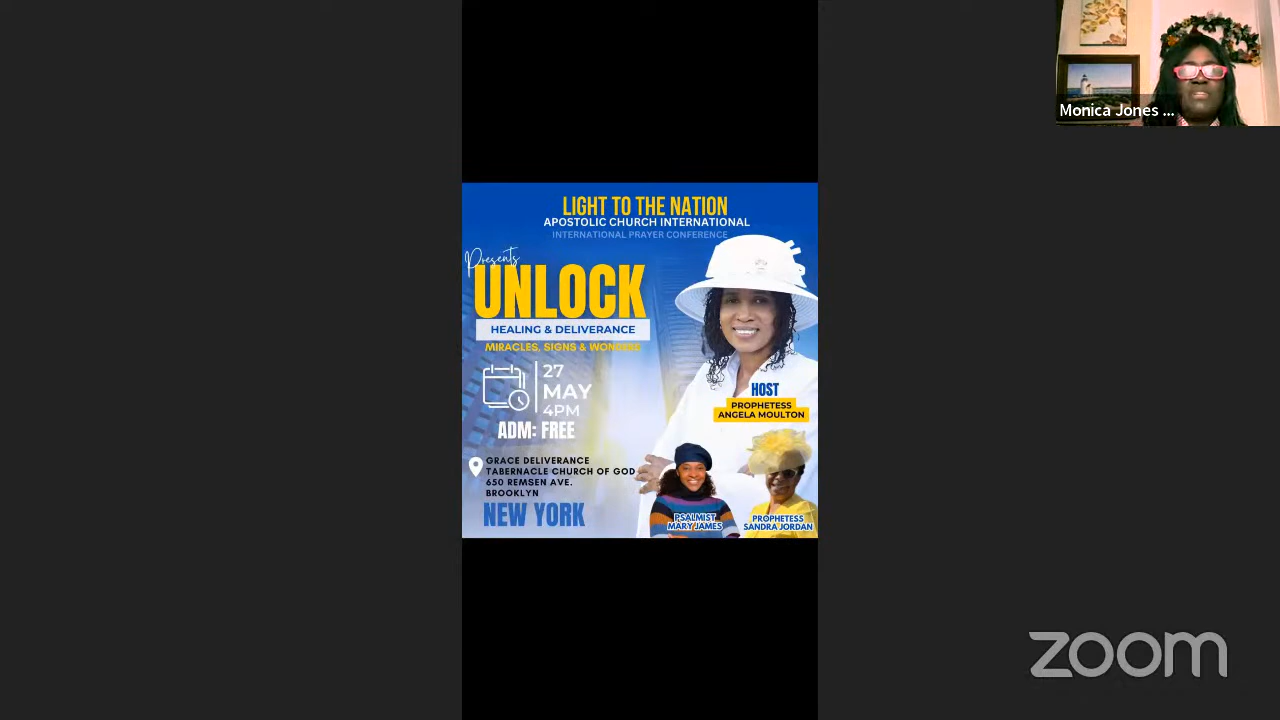 Monica Jones ...
LIGHT TO THE NATION
APOSTOLIC CHURCH INTERNATIONAL
INTERNATIONAL PRAYER CONFERENCE
Presents
UNLOCK
HEALING & DELIVERANCE
MIRACLES, SIGNS & WONDERS
27
MAY
4PM
ADM: FREE
HOST
PROPHETESS
ANGELA MOULTON
GRACE DELIVERANCE
TABERNACLE CHURCH OF GOD
650 REMSEN AVE.
BROOKLYN
NEW YORK
PSALMIST
MARY JAMES
PROPHETESS
SANDRA JORDAN
zoom